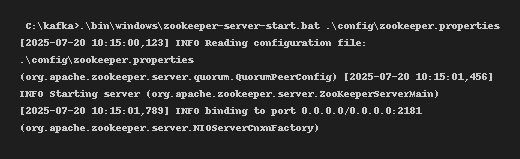 C:\kafka>.\bin\windows\zookeeper-server-start.bat .\config\zookeeper.properties
[2025-07-20 10:15:00,123] INFO Reading configuration file:
.\config\zookeeper.properties
(org.apache.zookeeper.server.quorum.QuorumPeerConfig) [2025-07-20 10:15:01,456]
INFO Starting server (org.apache.zookeeper.server.ZooKeeperServerMain)
[2025-07-20 10:15:01,789] INFO binding to port 0.0.0.0/0.0.0.0:2181
(org.apache.zookeeper.server.NIOServerCnxnFactory)